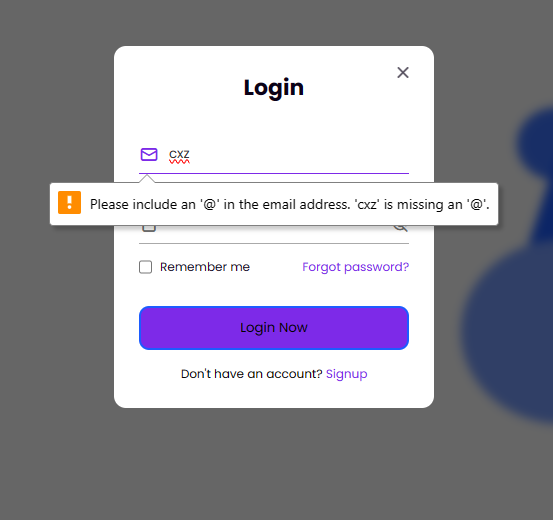 Login
cxz
Please include an '@' in the email address. 'cxz' is missing an '@'.
Remember me
Forgot password?
Login Now
Don't have an account? Signup